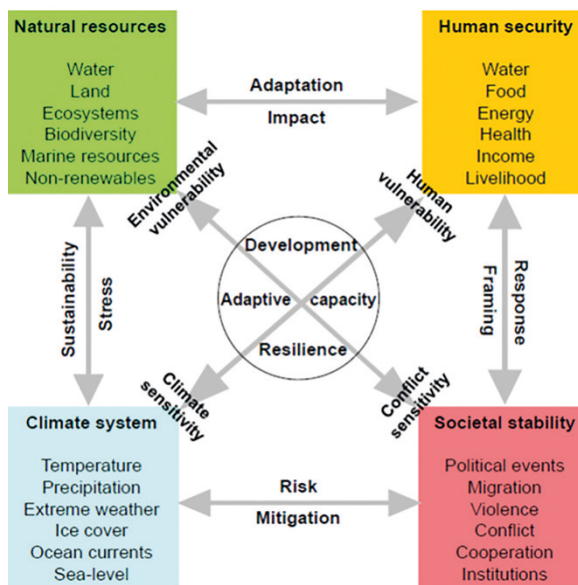 Natural resources
Water
Land
Ecosystems
Biodiversity
Marine resources
Non-renewables
Human security
Water
Food
Energy
Health
Income
Livelihood
Adaptation
Impact
Environmental
vulnerability
Human
vulnerability
Sustainability
Stress
Development
Adaptive capacity
Resilience
Response
Framing
Climate
sensitivity
Conflict
sensitivity
Climate system
Temperature
Precipitation
Extreme weather
Ice cover
Ocean currents
Sea-level
Risk
Mitigation
Societal stability
Political events
Migration
Violence
Conflict
Cooperation
Institutions